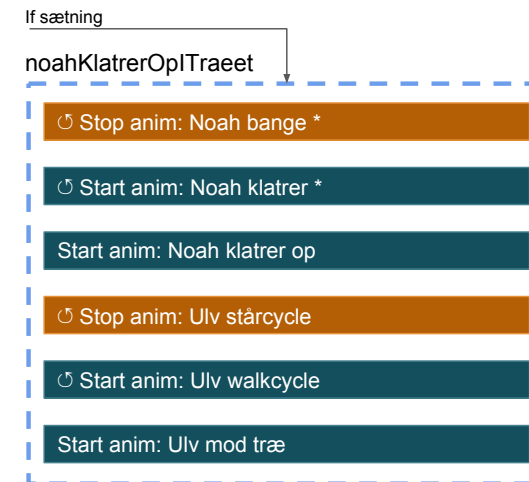 If sætning
noahKlatrerOpITraeet
↺ Stop anim: Noah bange *
↺ Start anim: Noah klatrer *
Start anim: Noah klatrer op
↺ Stop anim: Ulv stårcycle
↺ Start anim: Ulv walkcycle
Start anim: Ulv mod træ